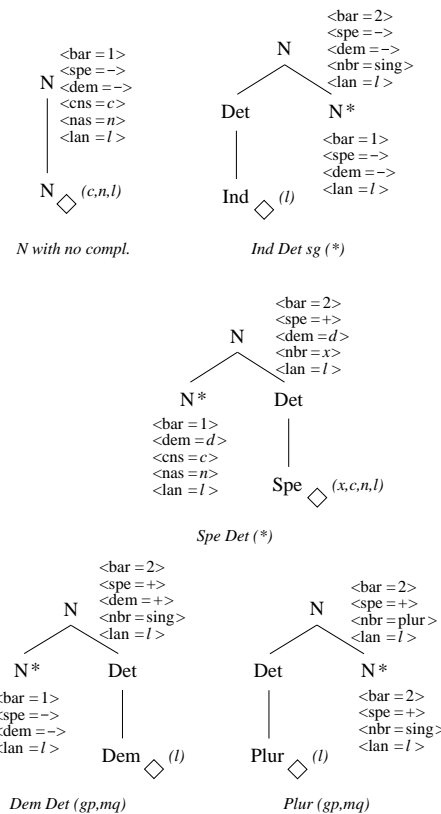 <bar = 1>
<spe = −>
<dem = −>
<cns = c>
<nas = n>
<lan = l >
N
N ◇ (c,n,l)
N with no compl.
<bar = 2>
<spe = −>
<dem = −>
<nbr = sing>
<lan = l >
N
Det N*
<bar = 1>
<spe = −>
<dem = −>
<lan = l >
Ind ◇ (l)
Ind Det sg (*)
<bar = 2>
<spe = +>
<dem = d>
<nbr = x>
<lan = l >
N
N* Det
<bar = 1>
<dem = d>
<cns = c>
<nas = n>
<lan = l >
Spe ◇ (x,c,n,l)
Spe Det (*)
<bar = 2>
<spe = +>
<dem = +>
<nbr = sing>
<lan = l >
N
N* Det
bar = 1>
spe = −>
dem = −>
lan = l >
Dem ◇ (l)
Dem Det (gp,mq)
<bar = 2>
<spe = +>
<nbr = plur>
<lan = l >
N
Det N*
<bar = 2>
<spe = +>
<nbr = sing>
<lan = l >
Plur ◇ (l)
Plur (gp,mq)